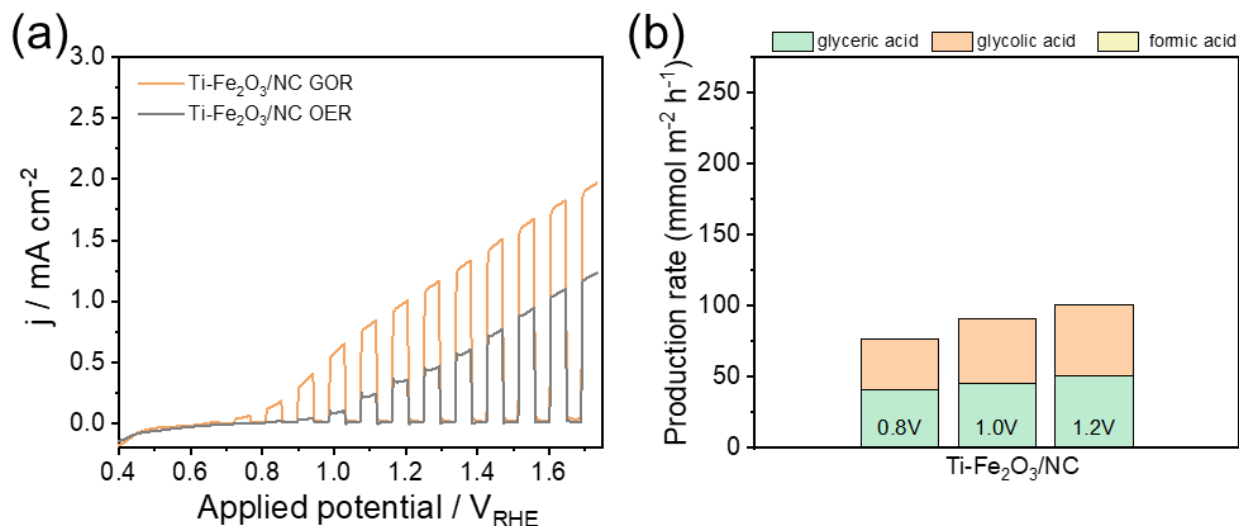 (a)
3.0
2.5
2.0
1.5
1.0
0.5
0.0
j / mA cm⁻²
Ti-Fe₂O₃/NC GOR
Ti-Fe₂O₃/NC OER
0.4 0.6 0.8 1.0 1.2 1.4 1.6
Applied potential / V_RHE
(b)
glyceric acid glycolic acid formic acid
250
200
150
100
50
0
Production rate (mmol m⁻² h⁻¹)
0.8V 1.0V 1.2V
Ti-Fe₂O₃/NC